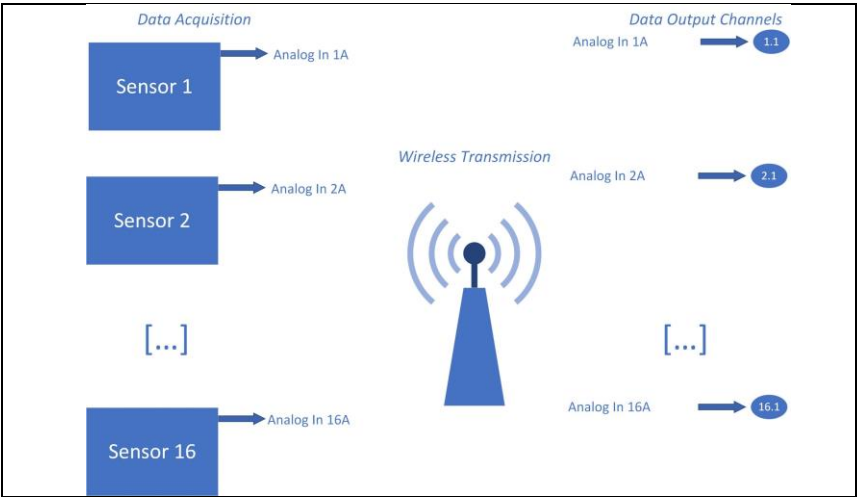 Data Acquisition
Data Output Channels
Sensor 1
Analog In 1A
Analog In 1A
1.1
Wireless Transmission
Sensor 2
Analog In 2A
Analog In 2A
2.1
[...]
[...]
Sensor 16
Analog In 16A
Analog In 16A
16.1